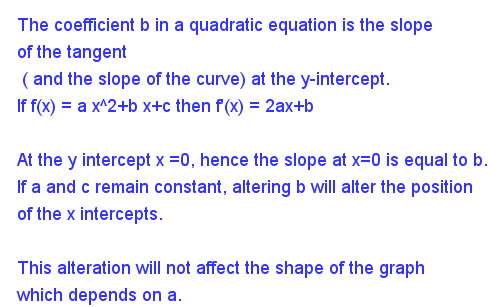 The coefficient b in a quadratic equation is the slope
of the tangent
( and the slope of the curve) at the y-intercept.
If f(x) = a x^2+b x+c then f'(x) = 2ax+b
At the y intercept x =0, hence the slope at x=0 is equal to b.
If a and c remain constant, altering b will alter the position
of the x intercepts.
This alteration will not affect the shape of the graph
which depends on a.